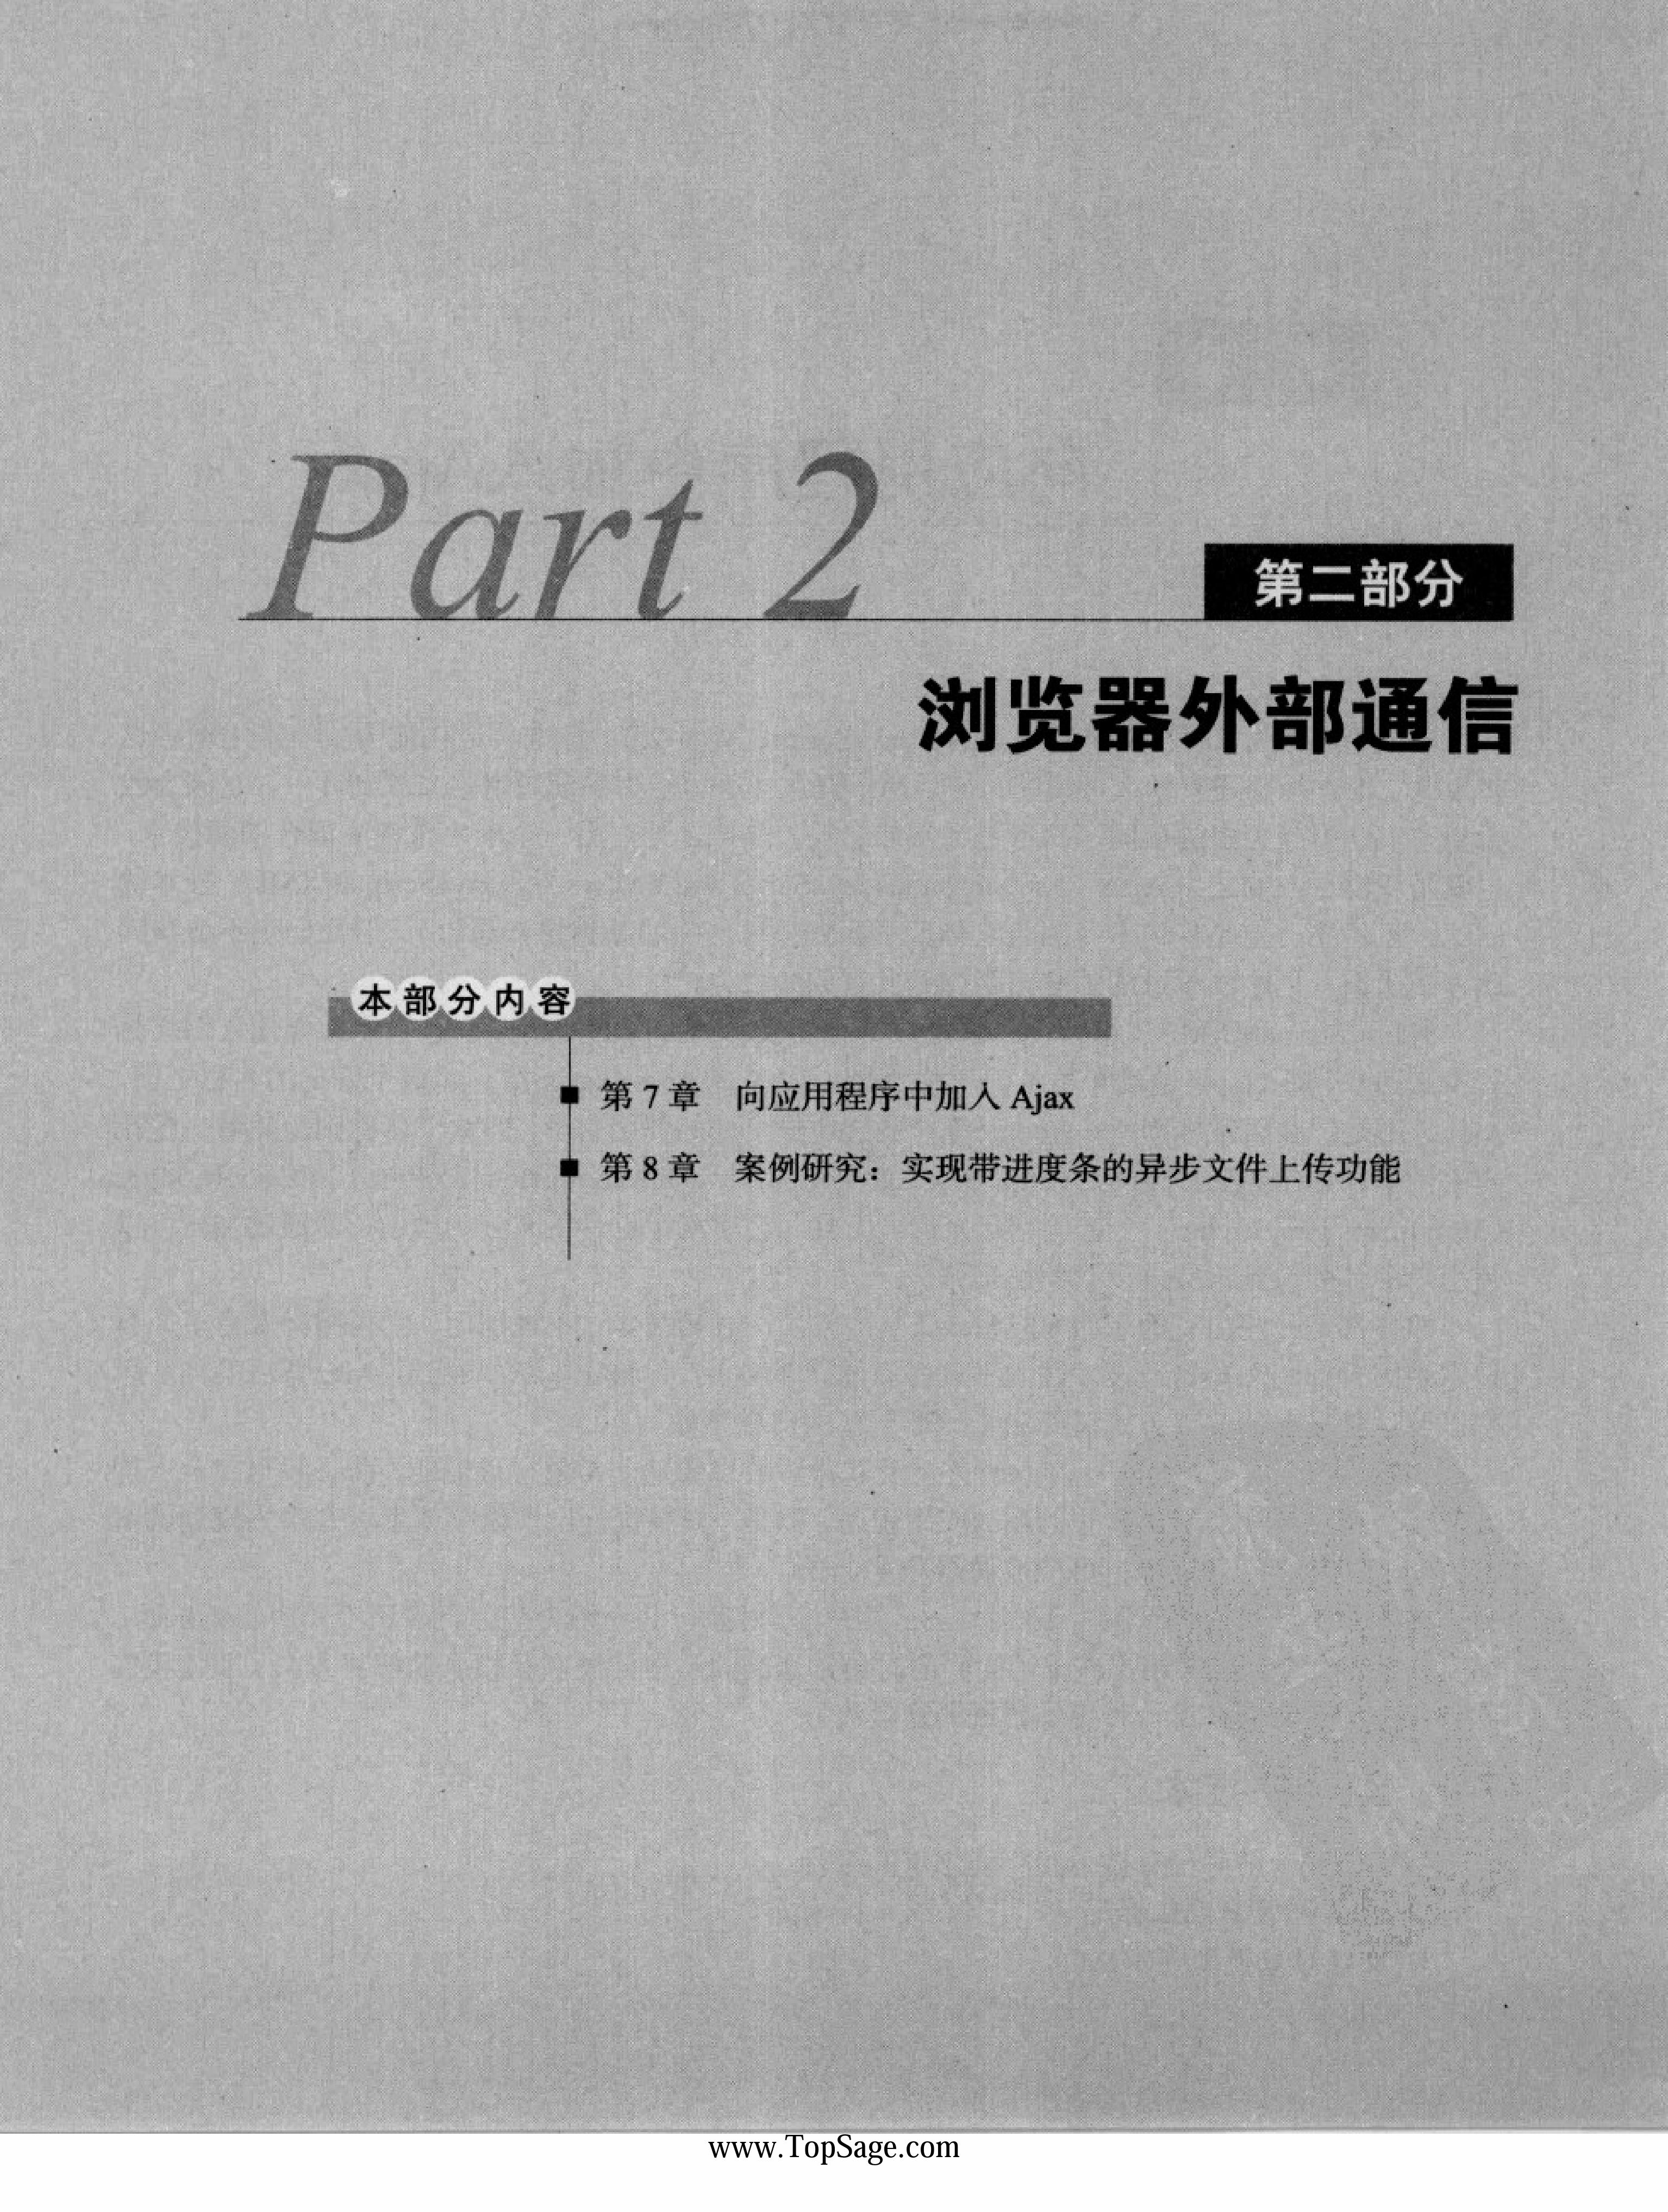 Part 2
第二部分
浏览器外部通信
本部分内容
第 7 章 向应用程序中加入 Ajax
第 8 章 案例研究：实现带进度条的异步文件上传功能
www.TopSage.com